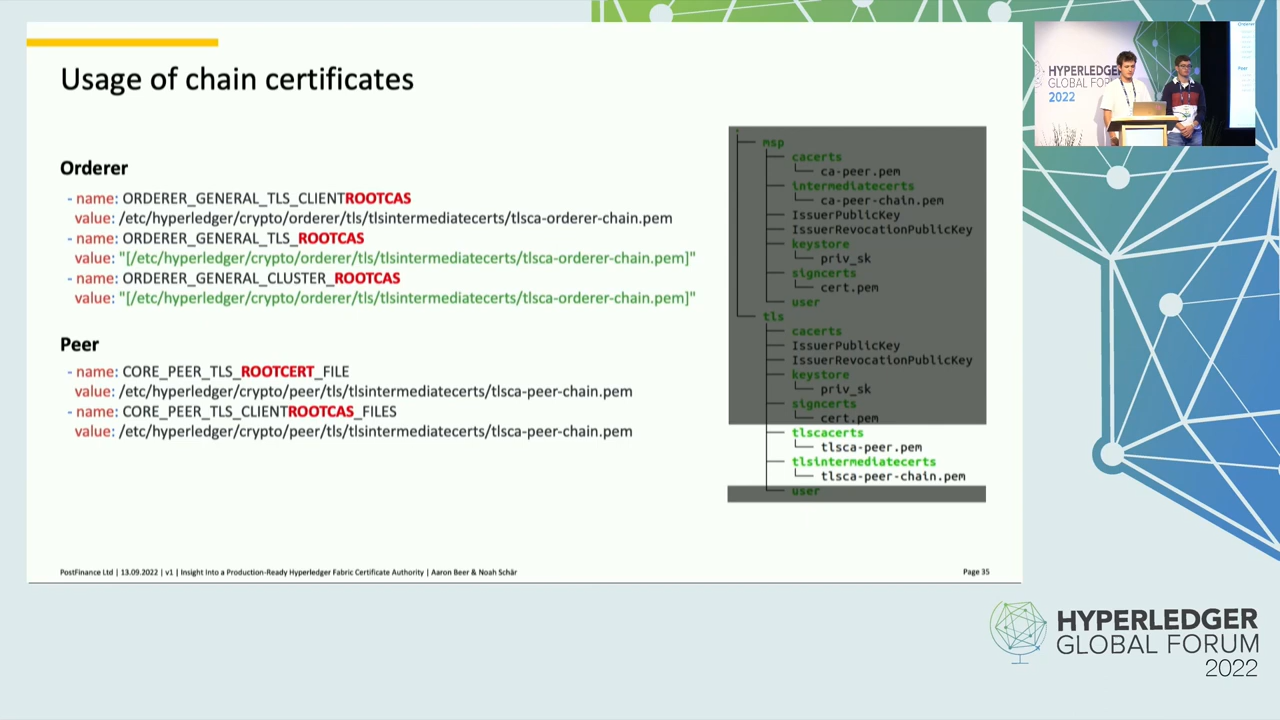 Usage of chain certificates
Orderer
- name: ORDERER_GENERAL_TLS_CLIENTROOTCAS
value: /etc/hyperledger/crypto/orderer/tls/tlsintermediatecerts/tlsca-orderer-chain.pem
- name: ORDERER_GENERAL_TLS_ROOTCAS
value: "[/etc/hyperledger/crypto/orderer/tls/tlsintermediatecerts/tlsca-orderer-chain.pem]"
- name: ORDERER_GENERAL_CLUSTER_ROOTCAS
value: "[/etc/hyperledger/crypto/orderer/tls/tlsintermediatecerts/tlsca-orderer-chain.pem]"
Peer
- name: CORE_PEER_TLS_ROOTCERT_FILE
value: /etc/hyperledger/crypto/peer/tls/tlsintermediatecerts/tlsca-peer-chain.pem
- name: CORE_PEER_TLS_CLIENTROOTCAS_FILES
value: /etc/hyperledger/crypto/peer/tls/tlsintermediatecerts/tlsca-peer-chain.pem
.
msp
cacerts
ca-peer.pem
intermediatecerts
ca-peer-chain.pem
IssuerPublicKey
IssuerRevocationPublicKey
keystore
priv_sk
signcerts
cert.pem
user
tls
cacerts
IssuerPublicKey
IssuerRevocationPublicKey
keystore
priv_sk
signcerts
cert.pem
tlscacerts
tlsca-peer.pem
tlsintermediatecerts
tlsca-peer-chain.pem
user
PostFinance Ltd | 13.09.2022 | v1 | Insight Into a Production-Ready Hyperledger Fabric Certificate Authority | Aaron Beer & Noah Schär
Page 35
HYPERLEDGER
GLOBAL FORU
2022
HYPERLEDGER
GLOBAL FORUM
2022